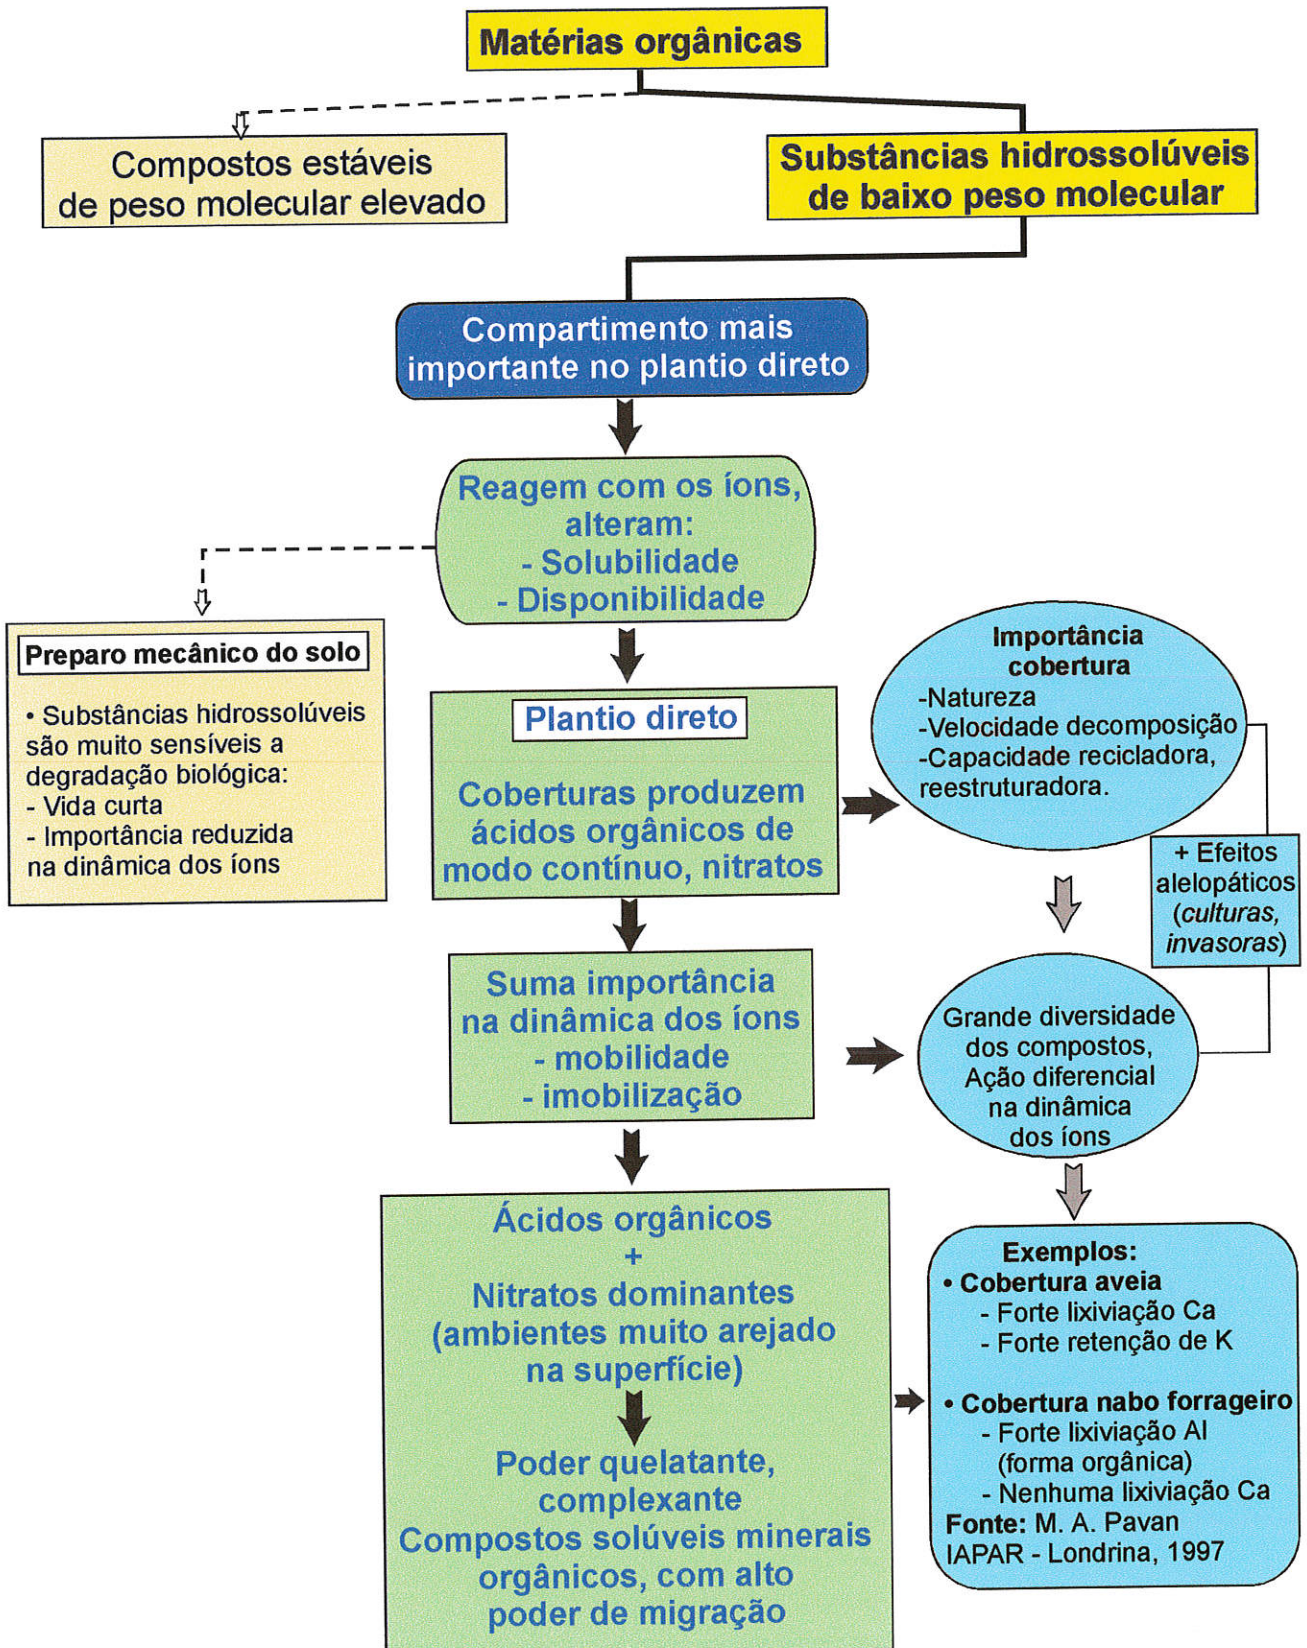 Matérias orgânicas
Compostos estáveis
de peso molecular elevado
Substâncias hidrossolúveis
de baixo peso molecular
Compartimento mais
importante no plantio direto
Reagem com os íons,
alteram:
- Solubilidade
- Disponibilidade
Preparo mecânico do solo
• Substâncias hidrossolúveis
são muito sensíveis a
degradação biológica:
- Vida curta
- Importância reduzida
na dinâmica dos íons
Plantio direto
Coberturas produzem
ácidos orgânicos de
modo contínuo, nitratos
Importância
cobertura
-Natureza
-Velocidade decomposição
-Capacidade recicladora,
reestruturadora.
+ Efeitos
alelopáticos
(culturas,
invasoras)
Suma importância
na dinâmica dos íons
- mobilidade
- imobilização
Grande diversidade
dos compostos,
Ação diferencial
na dinâmica
dos íons
Ácidos orgânicos
+
Nitratos dominantes
(ambientes muito arejado
na superfície)
Poder quelatante,
complexante
Compostos solúveis minerais
orgânicos, com alto
poder de migração
Exemplos:
• Cobertura aveia
- Forte lixiviação Ca
- Forte retenção de K
• Cobertura nabo forrageiro
- Forte lixiviação Al
(forma orgânica)
- Nenhuma lixiviação Ca
Fonte: M. A. Pavan
IAPAR - Londrina, 1997